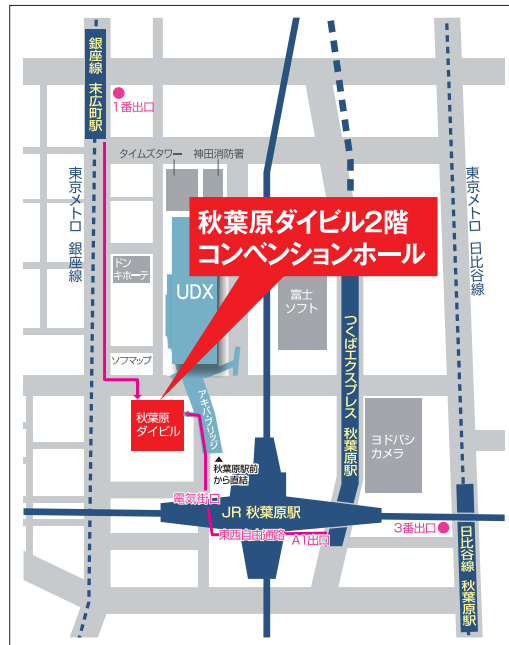 銀座線 末広町駅
1番出口
タイムズタワー
神田消防署
東京メトロ 銀座線
東京メトロ 日比谷線
秋葉原ダイビル2階
コンベンションホール
ドン
キホーテ
UDX
富士
ソフト
つくばエクスプレス 秋葉原駅
ソフマップ
アキバ・ブリッジ
秋葉原
ダイビル
ヨドバシ
カメラ
▲
秋葉原駅前
から直結
電気街口
JR 秋葉原駅
東西自由通路
A1出口
3番出口
日比谷線 秋葉原駅